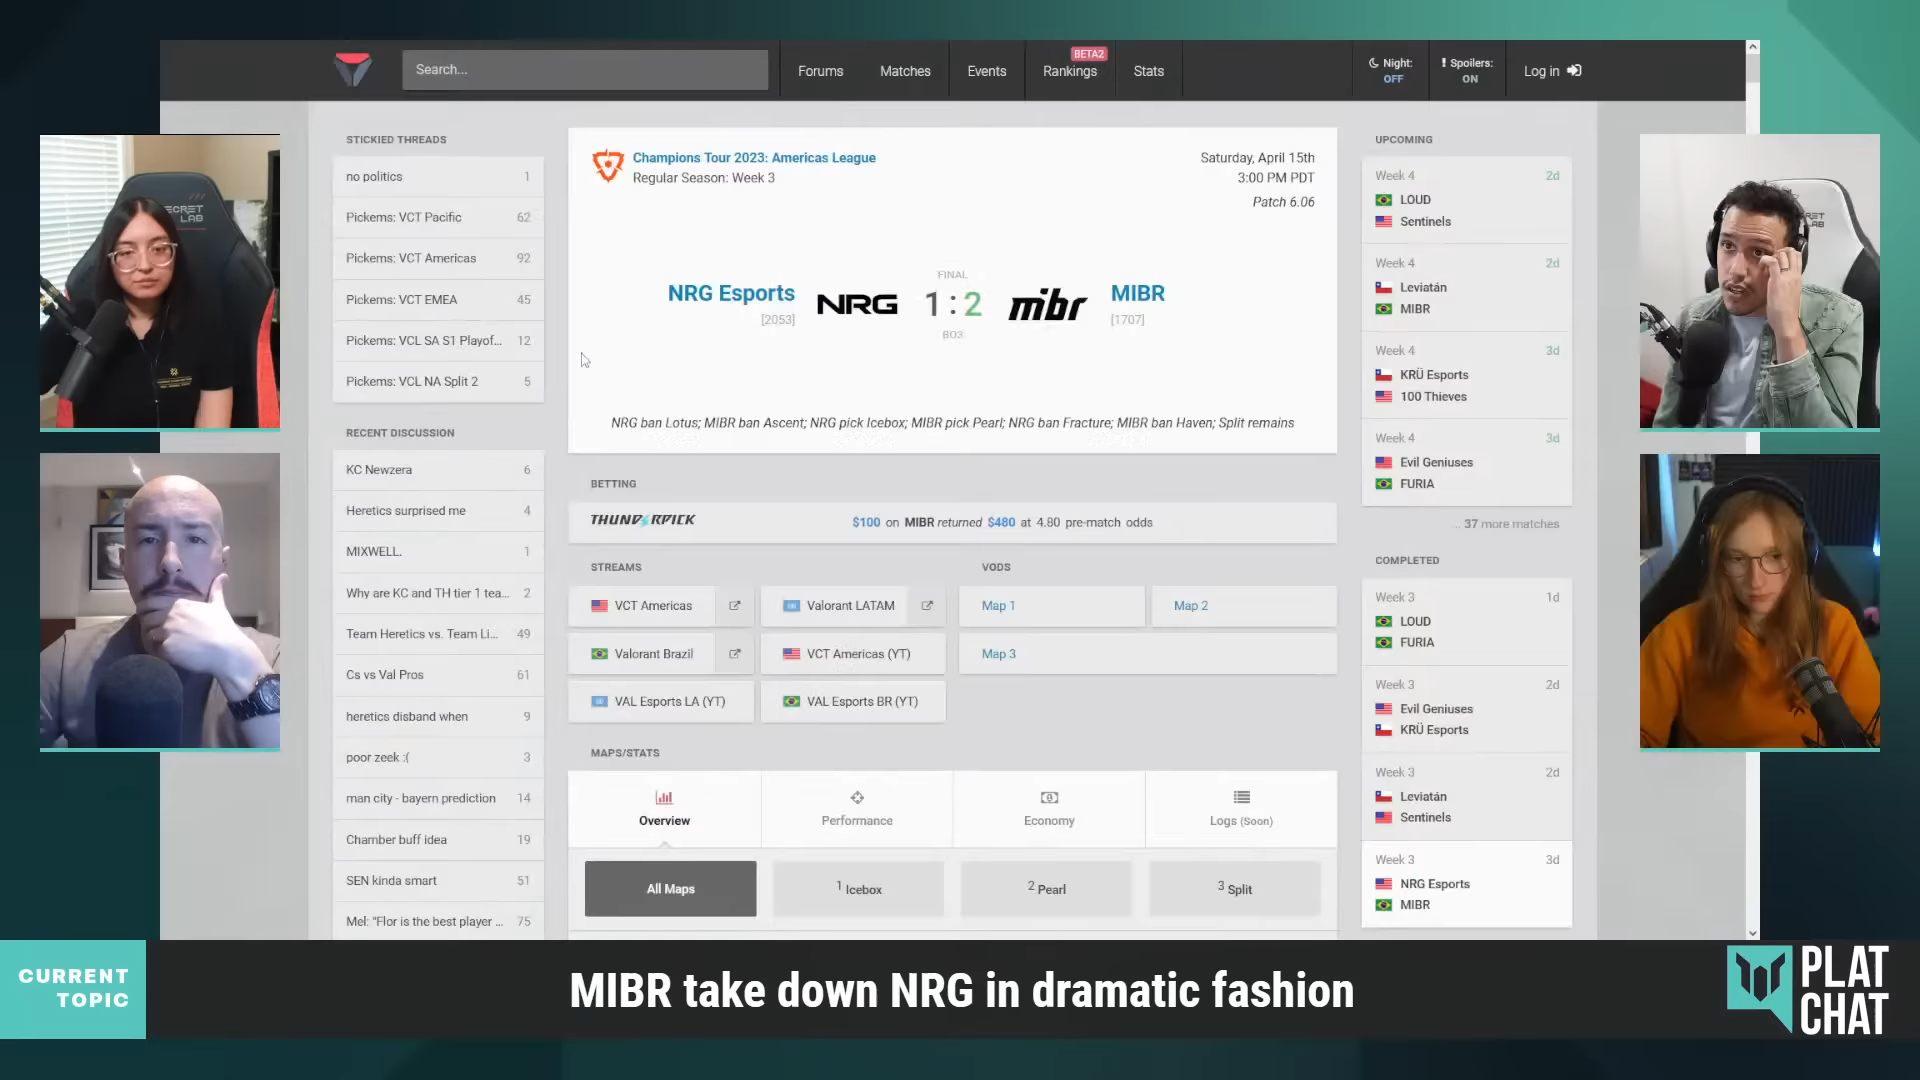 Search...
Forums
Matches
Events
BETA2
Rankings
Stats
Night:
OFF
Spoilers:
ON
Log in
STICKIED THREADS
no politics 1
Pickems: VCT Pacific 62
Pickems: VCT Americas 92
Pickems: VCT EMEA 45
Pickems: VCL SA S1 Playof... 12
Pickems: VCL NA Split 2 5
RECENT DISCUSSION
KC Newzera 6
Heretics surprised me 4
MIXWELL. 1
Why are KC and TH tier 1 tea... 2
Team Heretics vs. Team Li... 49
Cs vs Val Pros 61
heretics disband when 9
poor zeek :( 3
man city - bayern prediction 14
Chamber buff idea 19
SEN kinda smart 51
Mel: "Flor is the best player ... 75
Champions Tour 2023: Americas League
Regular Season: Week 3
Saturday, April 15th
3:00 PM PDT
Patch 6.06
NRG Esports
[2053]
NRG
FINAL
1 : 2
BO3
mibr
MIBR
[1707]
NRG ban Lotus; MIBR ban Ascent; NRG pick Icebox; MIBR pick Pearl; NRG ban Fracture; MIBR ban Haven; Split remains
BETTING
THUNDERPICK
$100 on MIBR returned $480 at 4.80 pre-match odds
STREAMS
VCT Americas
Valorant LATAM
Valorant Brazil
VCT Americas (YT)
VAL Esports LA (YT)
VAL Esports BR (YT)
VODS
Map 1
Map 2
Map 3
MAPS/STATS
Overview
Performance
Economy
Logs (Soon)
All Maps
1 Icebox
2 Pearl
3 Split
UPCOMING
Week 4 2d
LOUD
Sentinels
Week 4 2d
Leviatán
MIBR
Week 4 3d
KRÜ Esports
100 Thieves
Week 4 3d
Evil Geniuses
FURIA
... 37 more matches
COMPLETED
Week 3 1d
LOUD
FURIA
Week 3 2d
Evil Geniuses
KRÜ Esports
Week 3 2d
Leviatán
Sentinels
Week 3 3d
NRG Esports
MIBR
CURRENT
TOPIC
MIBR take down NRG in dramatic fashion
PLAT
CHAT